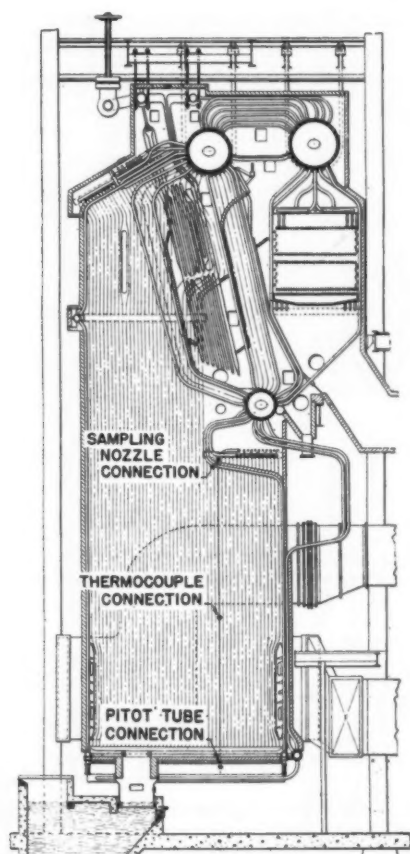 SAMPLING
NOZZLE
CONNECTION
THERMOCOUPLE
CONNECTION
PITOT TUBE
CONNECTION